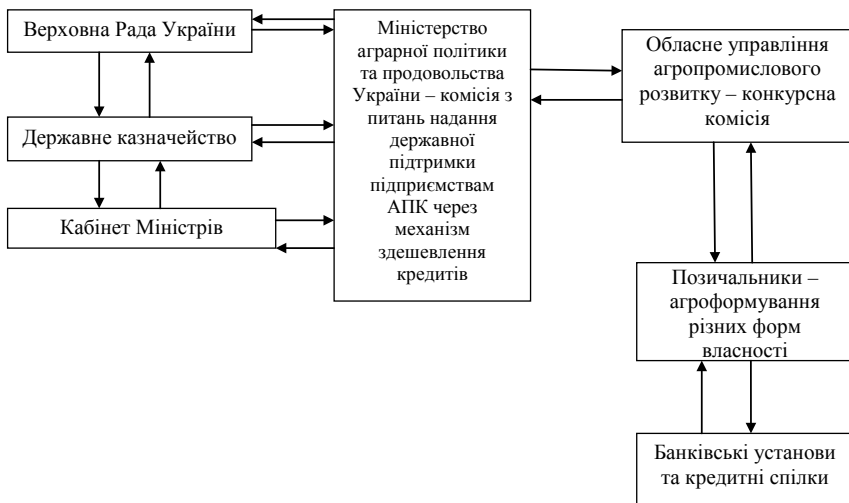 Верховна Рада України
Державне казначейство
Кабінет Міністрів
Міністерство
аграрної політики
та продовольства
України – комісія з
питань надання
державної
підтримки
підприємствам
АПК через
механізм
здешевлення
кредитів
Обласне управління
агропромислового
розвитку – конкурсна
комісія
Позичальники –
агроформування
різних форм
власності
Банківські установи
та кредитні спілки